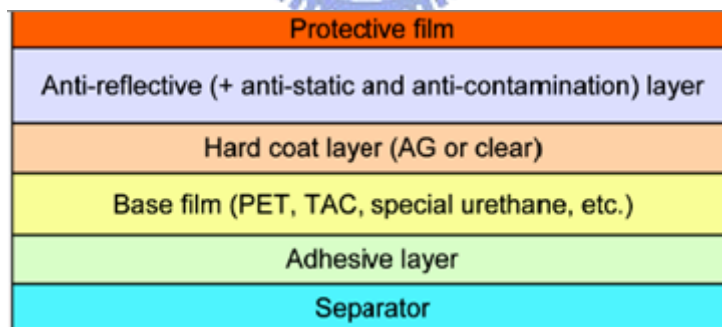 Protective film
Anti-reflective (+ anti-static and anti-contamination) layer
Hard coat layer (AG or clear)
Base film (PET, TAC, special urethane, etc.)
Adhesive layer
Separator